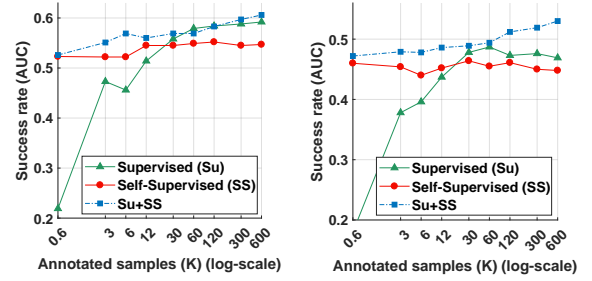 Success rate (AUC)
0.6
0.5
0.4
0.3
0.2
Supervised (Su)
Self-Supervised (SS)
Su+SS
0.6
3
6
12
30
60
120
300
600
Annotated samples (K) (log-scale)
Success rate (AUC)
0.5
0.4
0.3
0.2
Supervised (Su)
Self-Supervised (SS)
Su+SS
0.6
3
6
12
30
60
120
300
600
Annotated samples (K) (log-scale)